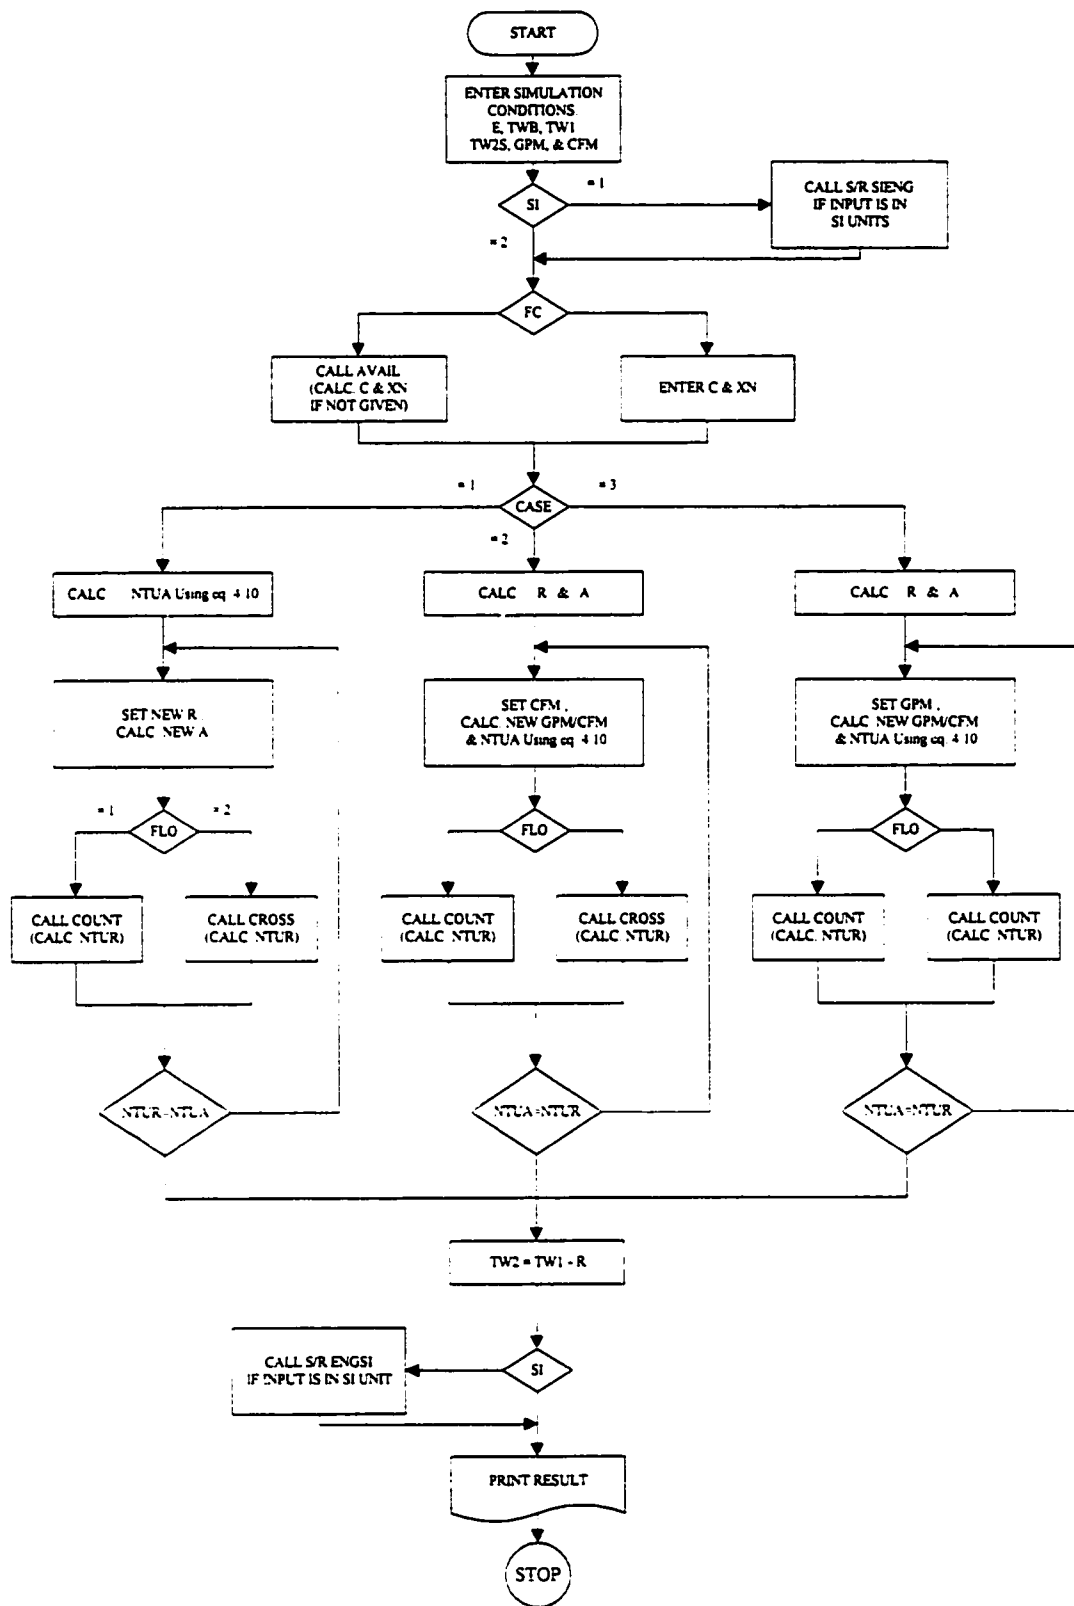 START
ENTER SIMULATION
CONDITIONS
E, TWB, TW1
TW2S, GPM, & CFM
SI
= 1
CALL S/R SIENG
IF INPUT IS IN
SI UNITS
= 2
FC
CALL AVAIL
(CALC. C & XN
IF NOT GIVEN)
ENTER C & XN
= 1
CASE
= 3
= 2
CALC NTUA Using eq. 4.10
CALC R & A
CALC R & A
SET NEW R,
CALC. NEW A
SET CFM,
CALC. NEW GPM/CFM
& NTUA Using eq. 4.10
SET GPM,
CALC. NEW GPM/CFM
& NTUA Using eq. 4.10
= 1
FLO
= 2
FLO
FLO
CALL COUNT
(CALC. NTUR)
CALL CROSS
(CALC. NTUR)
CALL COUNT
(CALC. NTUR)
CALL CROSS
(CALC. NTUR)
CALL COUNT
(CALC. NTUR)
CALL COUNT
(CALC. NTUR)
NTUR=NTUA
NTUA=NTUR
NTUA=NTUR
TW2 = TW1 - R
CALL S/R ENGSI
IF INPUT IS IN SI UNIT
SI
PRINT RESULT
STOP